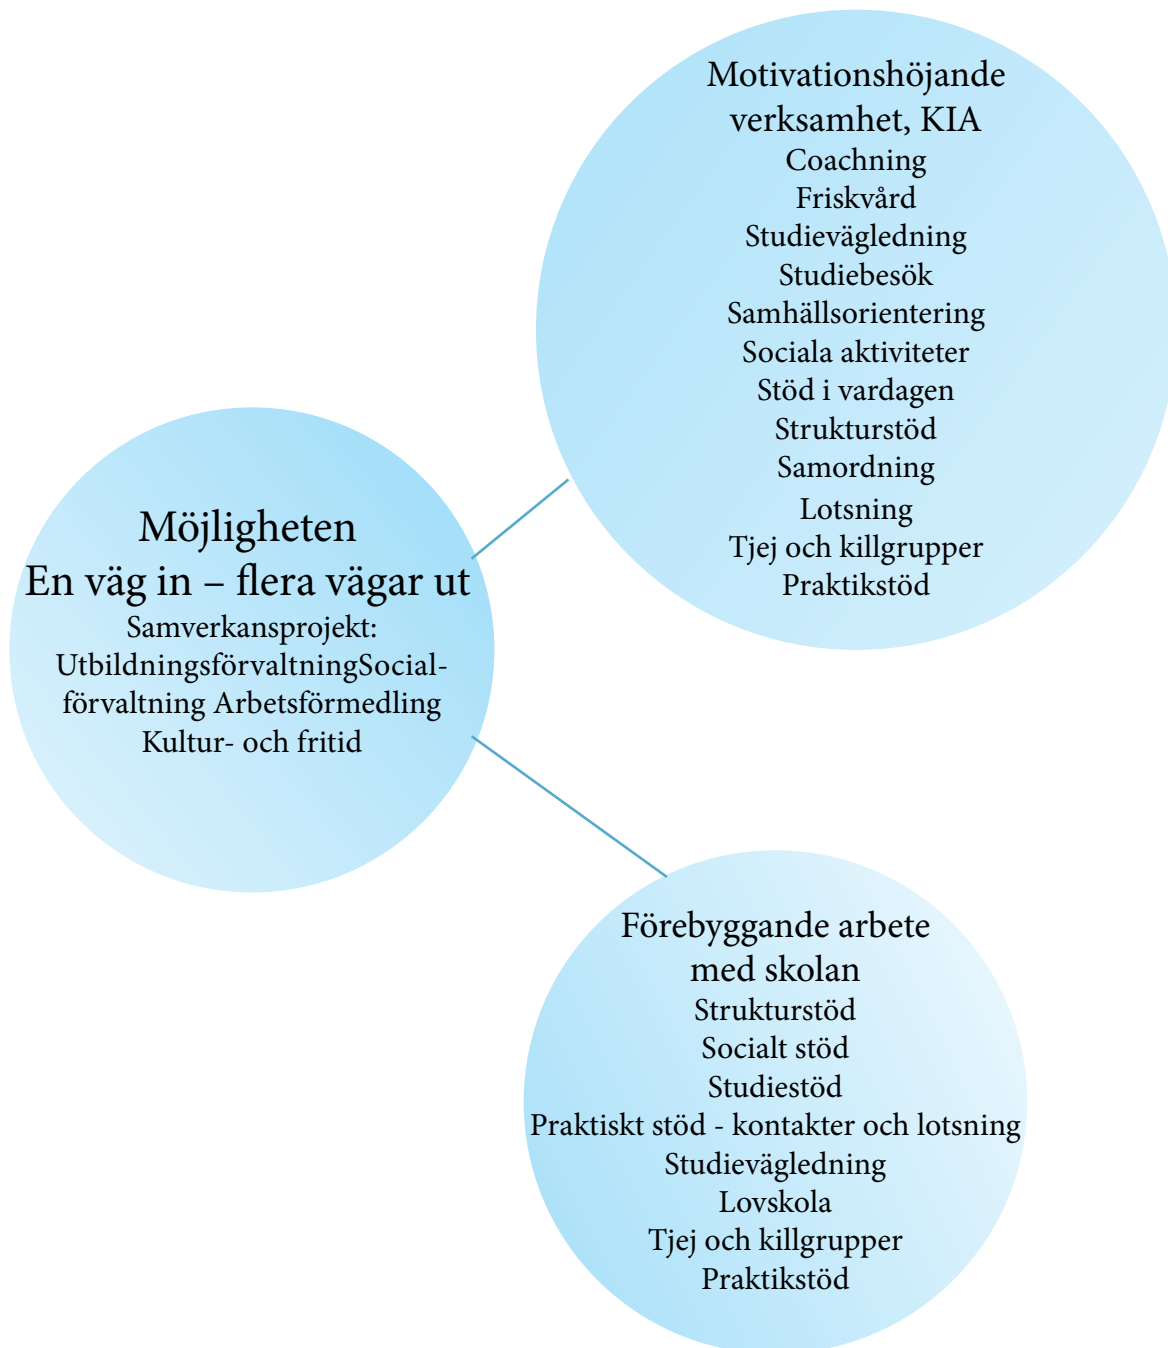 Motivationshöjande
verksamhet, KIA
Coachning
Friskvård
Studievägledning
Studiebesök
Samhällsorientering
Sociala aktiviteter
Stöd i vardagen
Strukturstöd
Samordning
Lotsning
Tjej och killgrupper
Praktikstöd
Möjligheten
En väg in – flera vägar ut
Samverkansprojekt:
UtbildningsförvaltningSocial-
förvaltning Arbetsförmedling
Kultur- och fritid
Förebyggande arbete
med skolan
Strukturstöd
Socialt stöd
Studiestöd
Praktiskt stöd - kontakter och lotsning
Studievägledning
Lovskola
Tjej och killgrupper
Praktikstöd